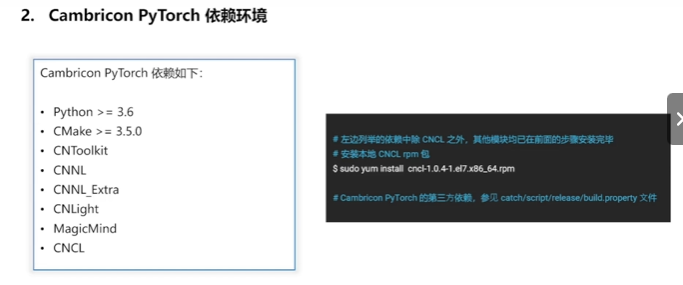 2. Cambricon PyTorch 依赖环境
Cambricon PyTorch 依赖如下：
• Python >= 3.6
• CMake >= 3.5.0
• CNToolkit
• CNNL
• CNNL_Extra
• CNLight
• MagicMind
• CNCL
# 左边列举的依赖中除 CNCL 之外，其他模块均已在前面的步骤安装完毕
# 安装本地 CNCL rpm 包
$ sudo yum install cncl-1.0.4-1.el7.x86_64.rpm
# Cambricon PyTorch 的第三方依赖，参见 catch/script/release/build.property 文件